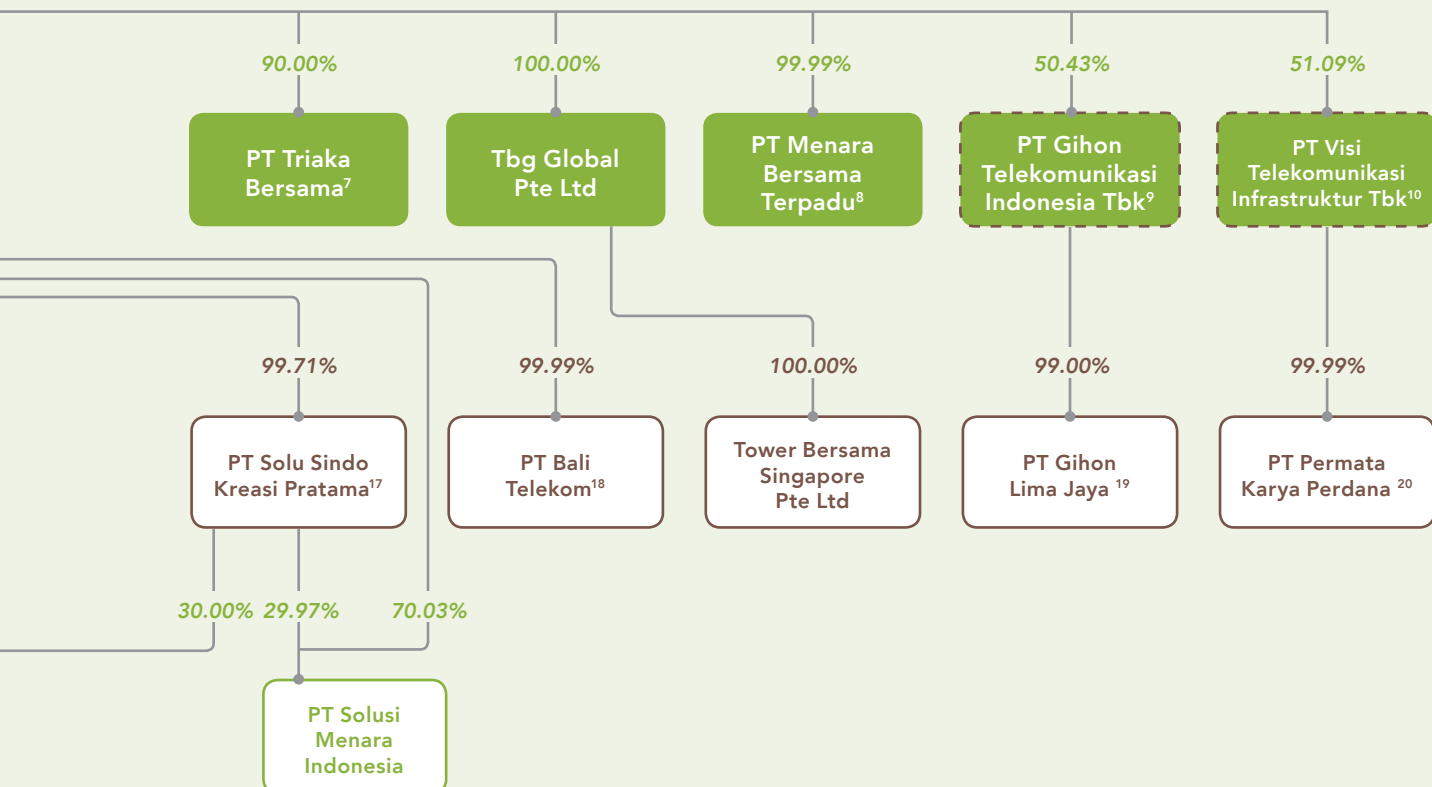 90.00%
100.00%
99.99%
50.43%
51.09%
PT Triaka
Bersama7
Tbg Global
Pte Ltd
PT Menara
Bersama
Terpadu8
PT Gihon
Telekomunikasi
Indonesia Tbk9
PT Visi
Telekomunikasi
Infrastruktur Tbk10
99.71%
99.99%
100.00%
99.00%
99.99%
PT Solu Sindo
Kreasi Pratama17
PT Bali
Telekom18
Tower Bersama
Singapore
Pte Ltd
PT Gihon
Lima Jaya 19
PT Permata
Karya Perdana 20
30.00%
29.97%
70.03%
PT Solusi
Menara
Indonesia